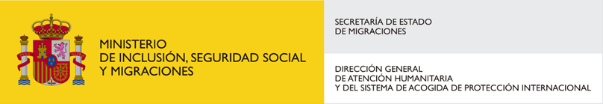 MINISTERIO
DE INCLUSIÓN, SEGURIDAD SOCIAL
Y MIGRACIONES
SECRETARÍA DE ESTADO
DE MIGRACIONES
DIRECCIÓN GENERAL
DE ATENCIÓN HUMANITARIA
Y DEL SISTEMA DE ACOGIDA DE PROTECCIÓN INTERNACIONAL